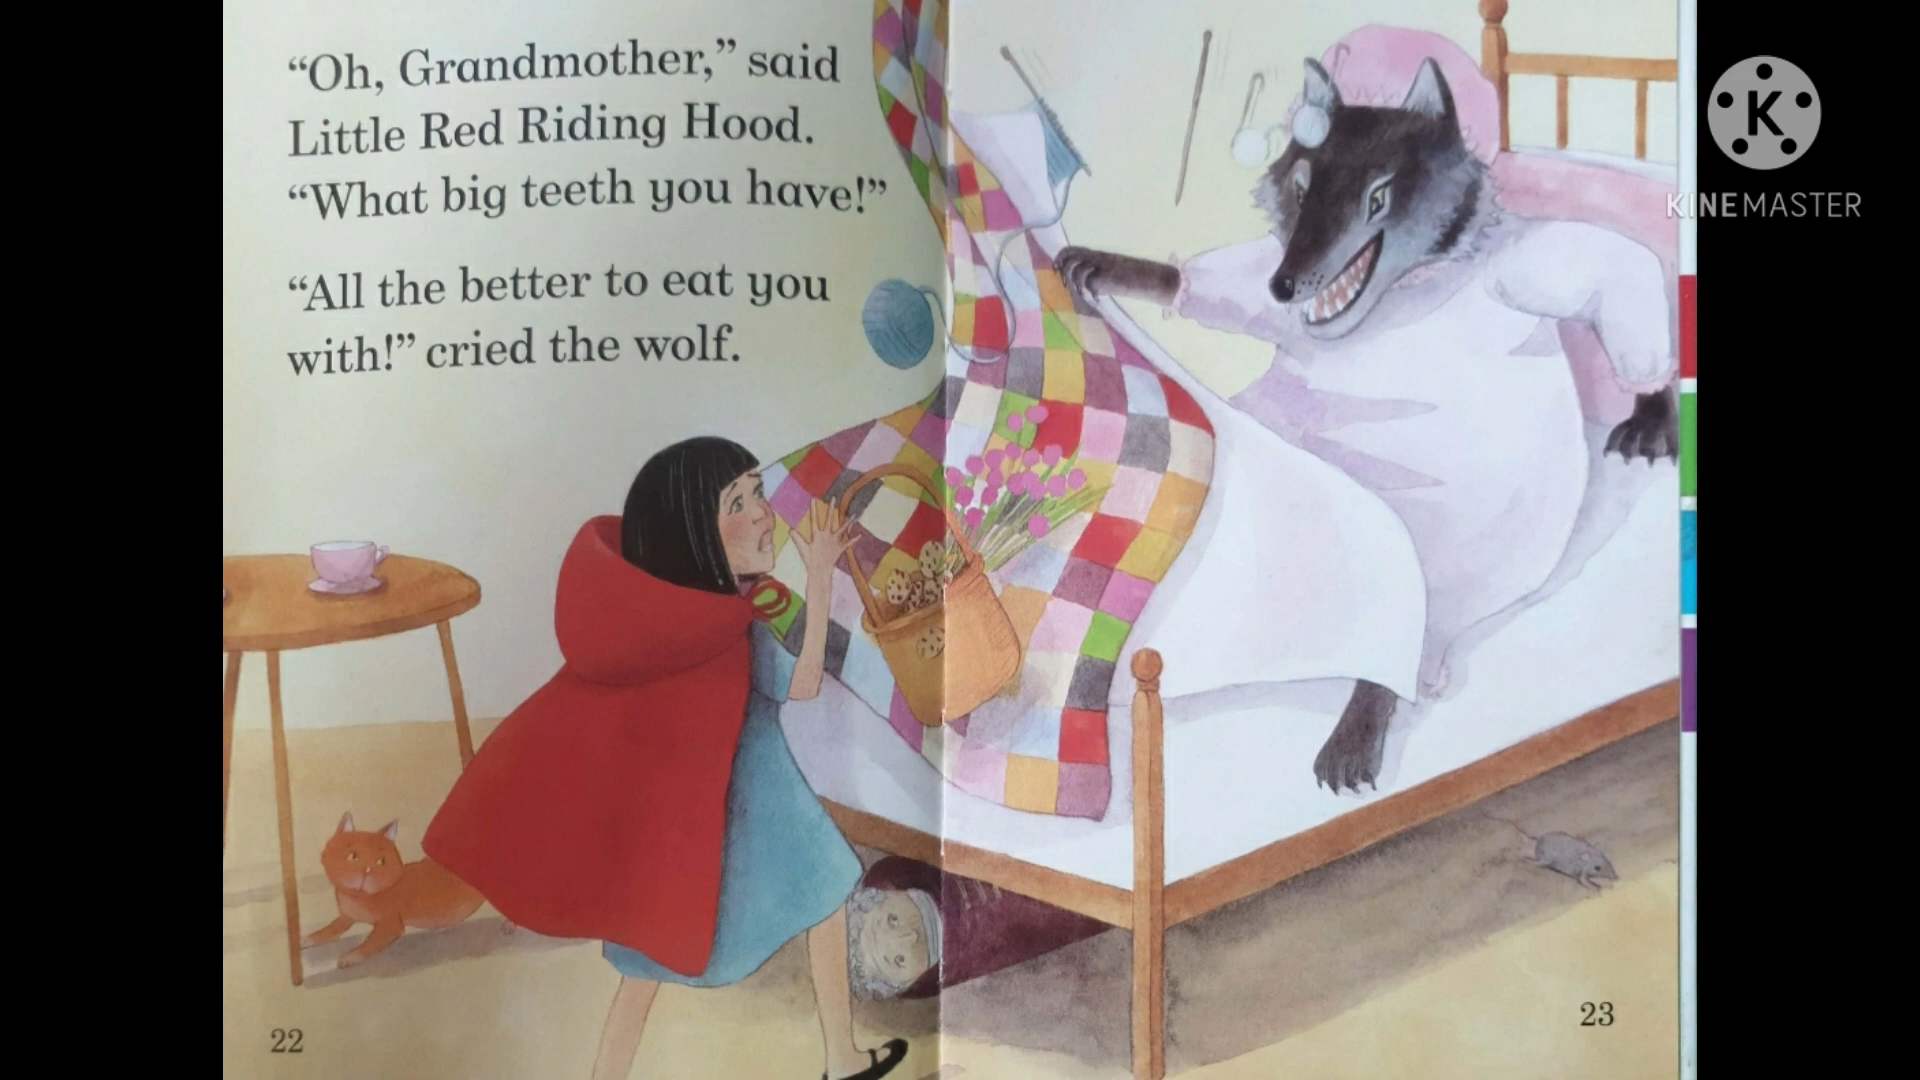 “Oh, Grandmother,” said
Little Red Riding Hood.
“What big teeth you have!”
“All the better to eat you
with!” cried the wolf.
22
23
K
KINEMASTER